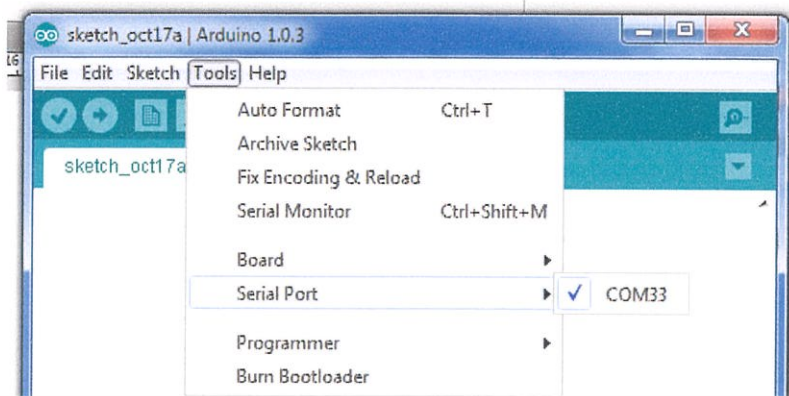 sketch_oct17a | Arduino 1.0.3
16
File Edit Sketch Tools Help
Auto Format Ctrl+T
Archive Sketch
sketch_oct17a
Fix Encoding & Reload
Serial Monitor Ctrl+Shift+M
Board
Serial Port COM33
Programmer
Burn Bootloader